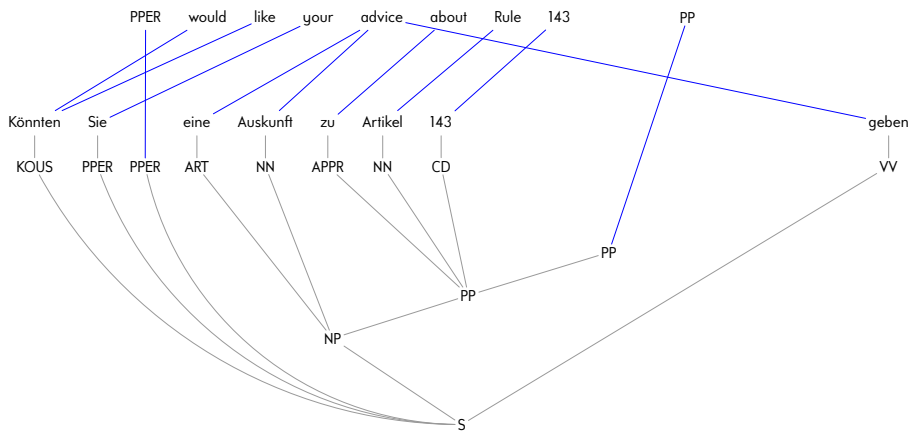 PPER would like your advice about Rule 143 PP
Könnten Sie eine Auskunft zu Artikel 143 geben
KOUS PPER PPER ART NN APPR NN CD VV
PP
PP
NP
S